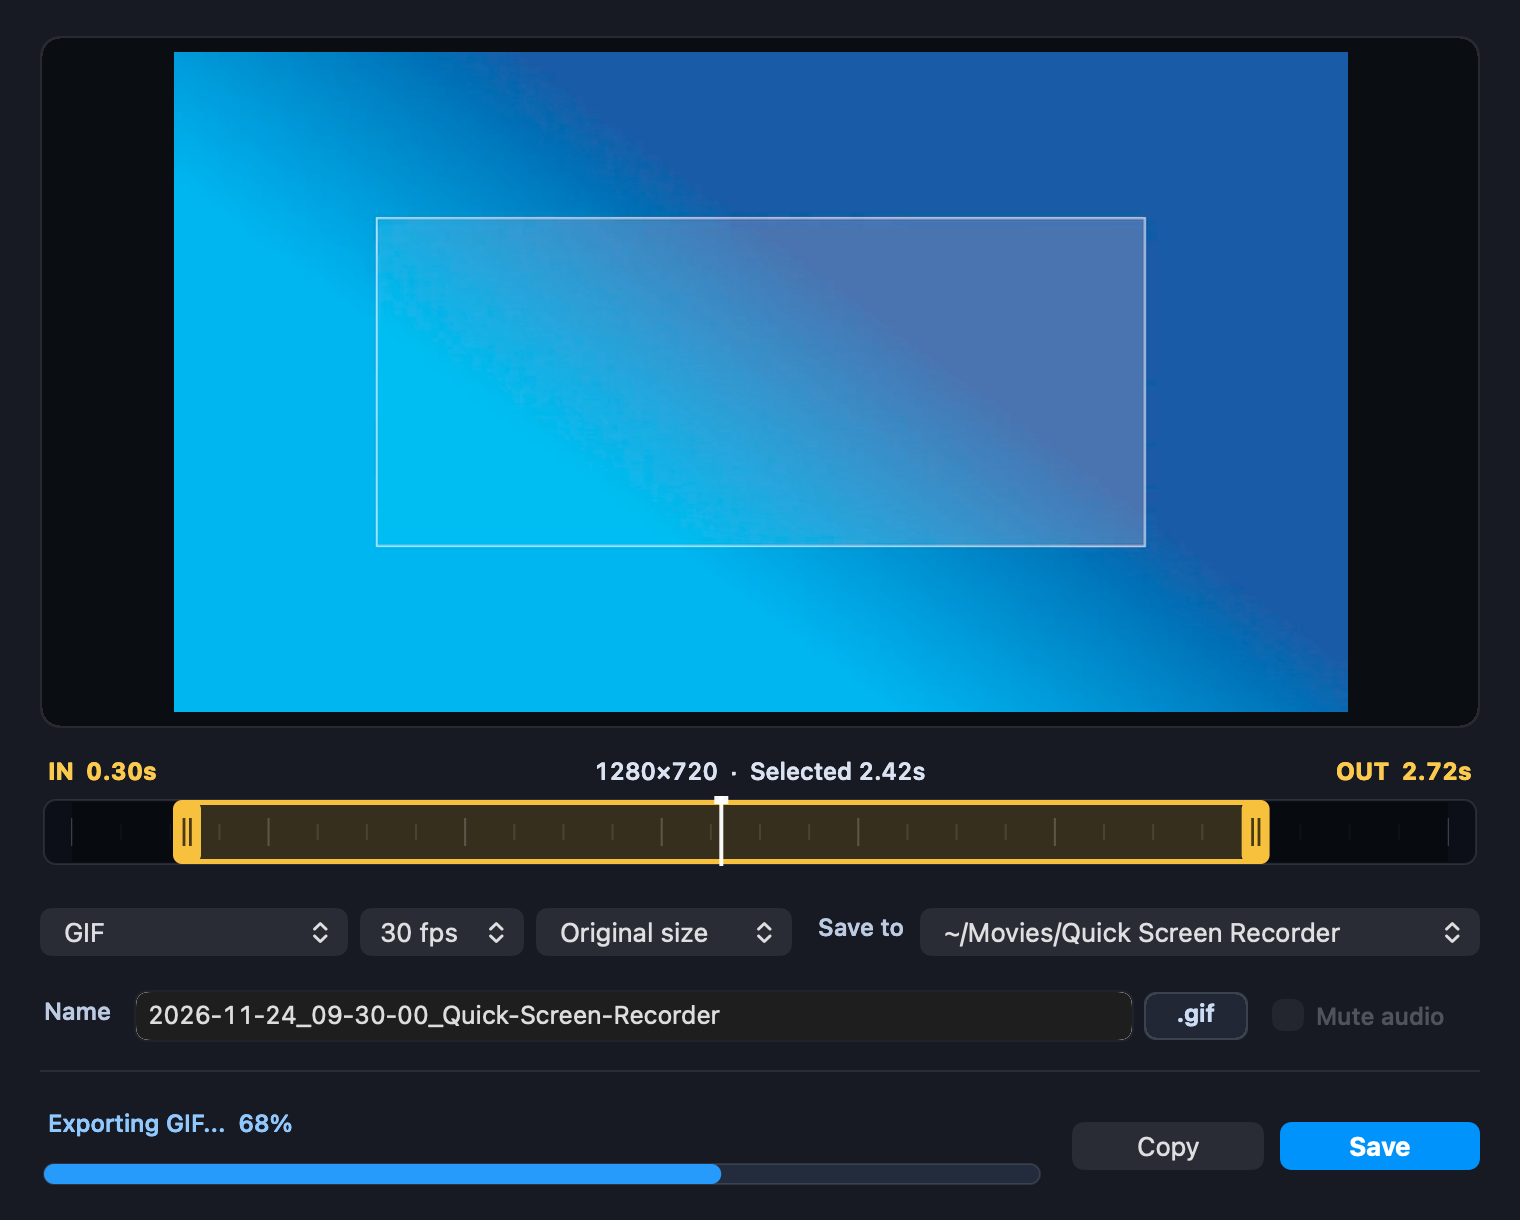 IN 0.30s
1280×720 · Selected 2.42s
OUT 2.72s
GIF
30 fps
Original size
Save to
~/Movies/Quick Screen Recorder
Name
2026-11-24_09-30-00_Quick-Screen-Recorder
.gif
Mute audio
Exporting GIF... 68%
Copy
Save